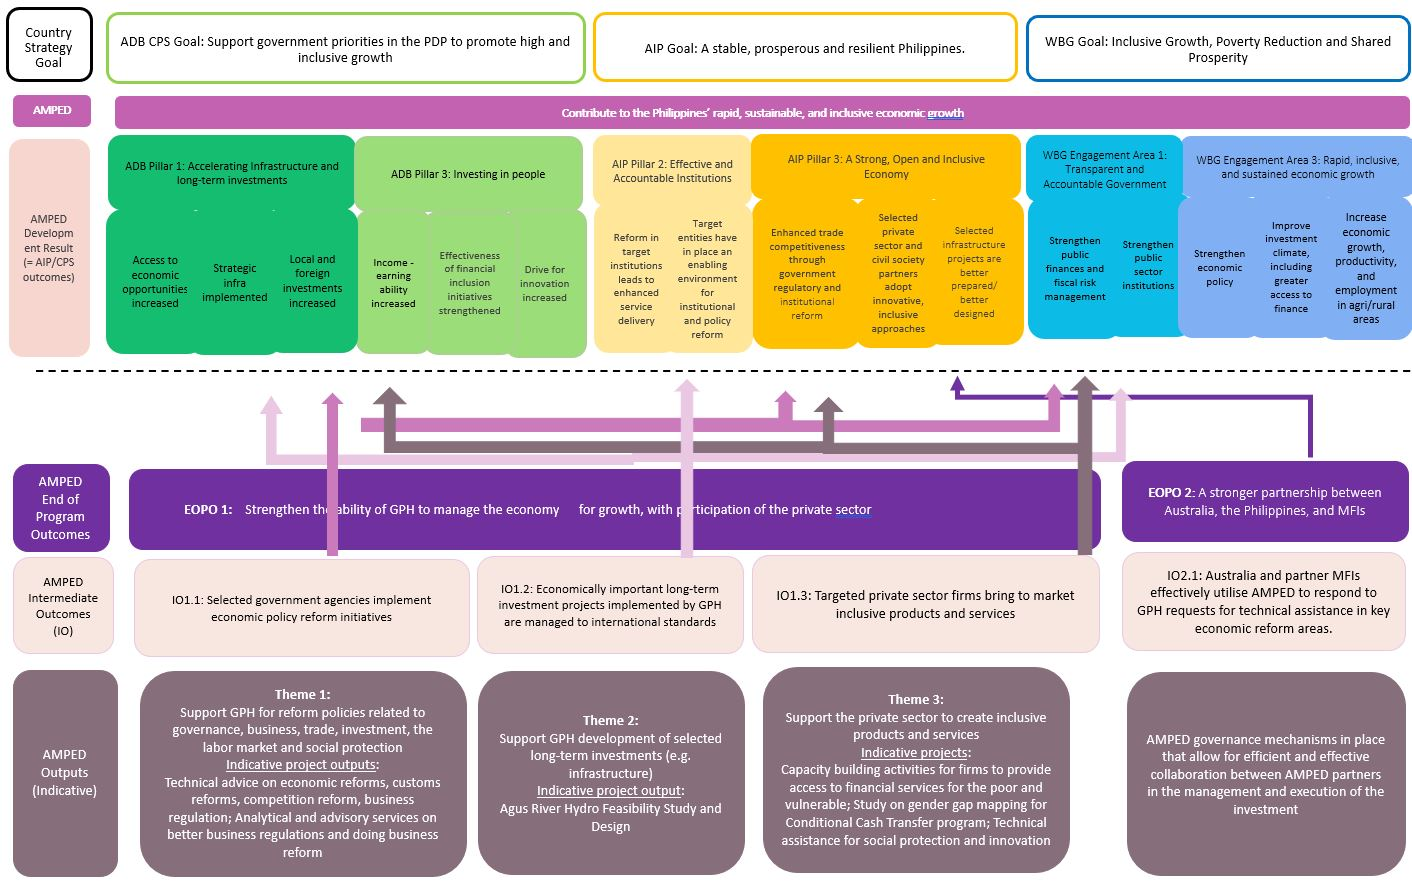 Country
Strategy
Goal
ADB CPS Goal: Support government priorities in the PDP to promote high and
inclusive growth
AIP Goal: A stable, prosperous and resilient Philippines.
WBG Goal: Inclusive Growth, Poverty Reduction and Shared
Prosperity
AMPED
Contribute to the Philippines’ rapid, sustainable, and inclusive economic growth
AMPED
Developm
ent Result
(= AIP/CPS
outcomes)
ADB Pillar 1: Accelerating Infrastructure and
long-term investments
ADB Pillar 3: Investing in people
AIP Pillar 2: Effective and
Accountable Institutions
AIP Pillar 3: A Strong, Open and Inclusive
Economy
WBG Engagement Area 1:
Transparent and
Accountable Government
WBG Engagement Area 3: Rapid, inclusive,
and sustained economic growth
Access to
economic
opportunities
increased
Strategic
infra
implemented
Local and
foreign
investments
increased
Income -
earning
ability
increased
Effectiveness
of financial
inclusion
initiatives
strengthened
Drive for
innovation
increased
Reform in
target
institutions
leads to
enhanced
service
delivery
Target
entities have
in place an
enabling
environment
for
institutional
and policy
reform
Enhanced trade
competitiveness
through
government
regulatory and
institutional
reform
Selected
private
sector and
civil society
partners
adopt
innovative,
inclusive
approaches
Selected
infrastructure
projects are
better
prepared/
better
designed
Strengthen
public
finances and
fiscal risk
management
Strengthen
public
sector
institutions
Strengthen
economic
policy
Improve
investment
climate,
including
greater
access to
finance
Increase
economic
growth,
productivity,
and
employment
in agri/rural
areas
AMPED
End of
Program
Outcomes
EOPO 1: Strengthen the ability of GPH to manage the economy for growth, with participation of the private sector
EOPO 2: A stronger partnership between
Australia, the Philippines, and MFIs
AMPED
Intermediate
Outcomes
(IO)
IO1.1: Selected government agencies implement
economic policy reform initiatives
IO1.2: Economically important long-term
investment projects implemented by GPH
are managed to international standards
IO1.3: Targeted private sector firms bring to market
inclusive products and services
IO2.1: Australia and partner MFIs
effectively utilise AMPED to respond to
GPH requests for technical assistance in key
economic reform areas.
AMPED
Outputs
(Indicative)
Theme 1:
Support GPH for reform policies related to
governance, business, trade, investment, the
labor market and social protection
Indicative project outputs:
Technical advice on economic reforms, customs
reforms, competition reform, business
regulation; Analytical and advisory services on
better business regulations and doing business
reform
Theme 2:
Support GPH development of selected
long-term investments (e.g.
infrastructure)
Indicative project output:
Agus River Hydro Feasibility Study and
Design
Theme 3:
Support the private sector to create inclusive
products and services
Indicative projects:
Capacity building activities for firms to provide
access to financial services for the poor and
vulnerable; Study on gender gap mapping for
Conditional Cash Transfer program; Technical
assistance for social protection and innovation
AMPED governance mechanisms in place
that allow for efficient and effective
collaboration between AMPED partners
in the management and execution of the
investment